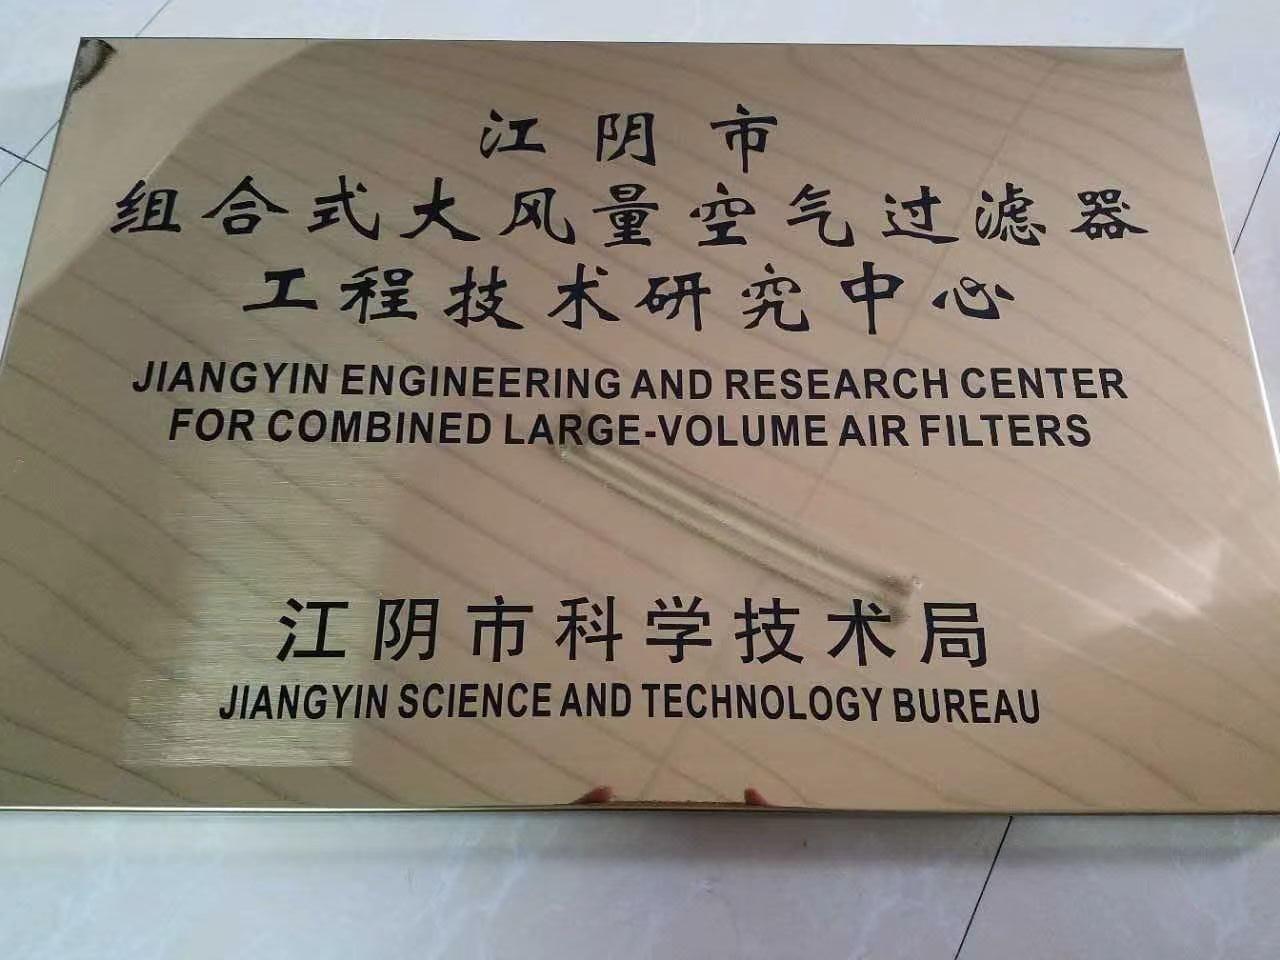 江阴市
组合式大风量空气过滤器
工程技术研究中心
JIANGYIN ENGINEERING AND RESEARCH CENTER
FOR COMBINED LARGE-VOLUME AIR FILTERS
江阴市科学技术局
JIANGYIN SCIENCE AND TECHNOLOGY BUREAU